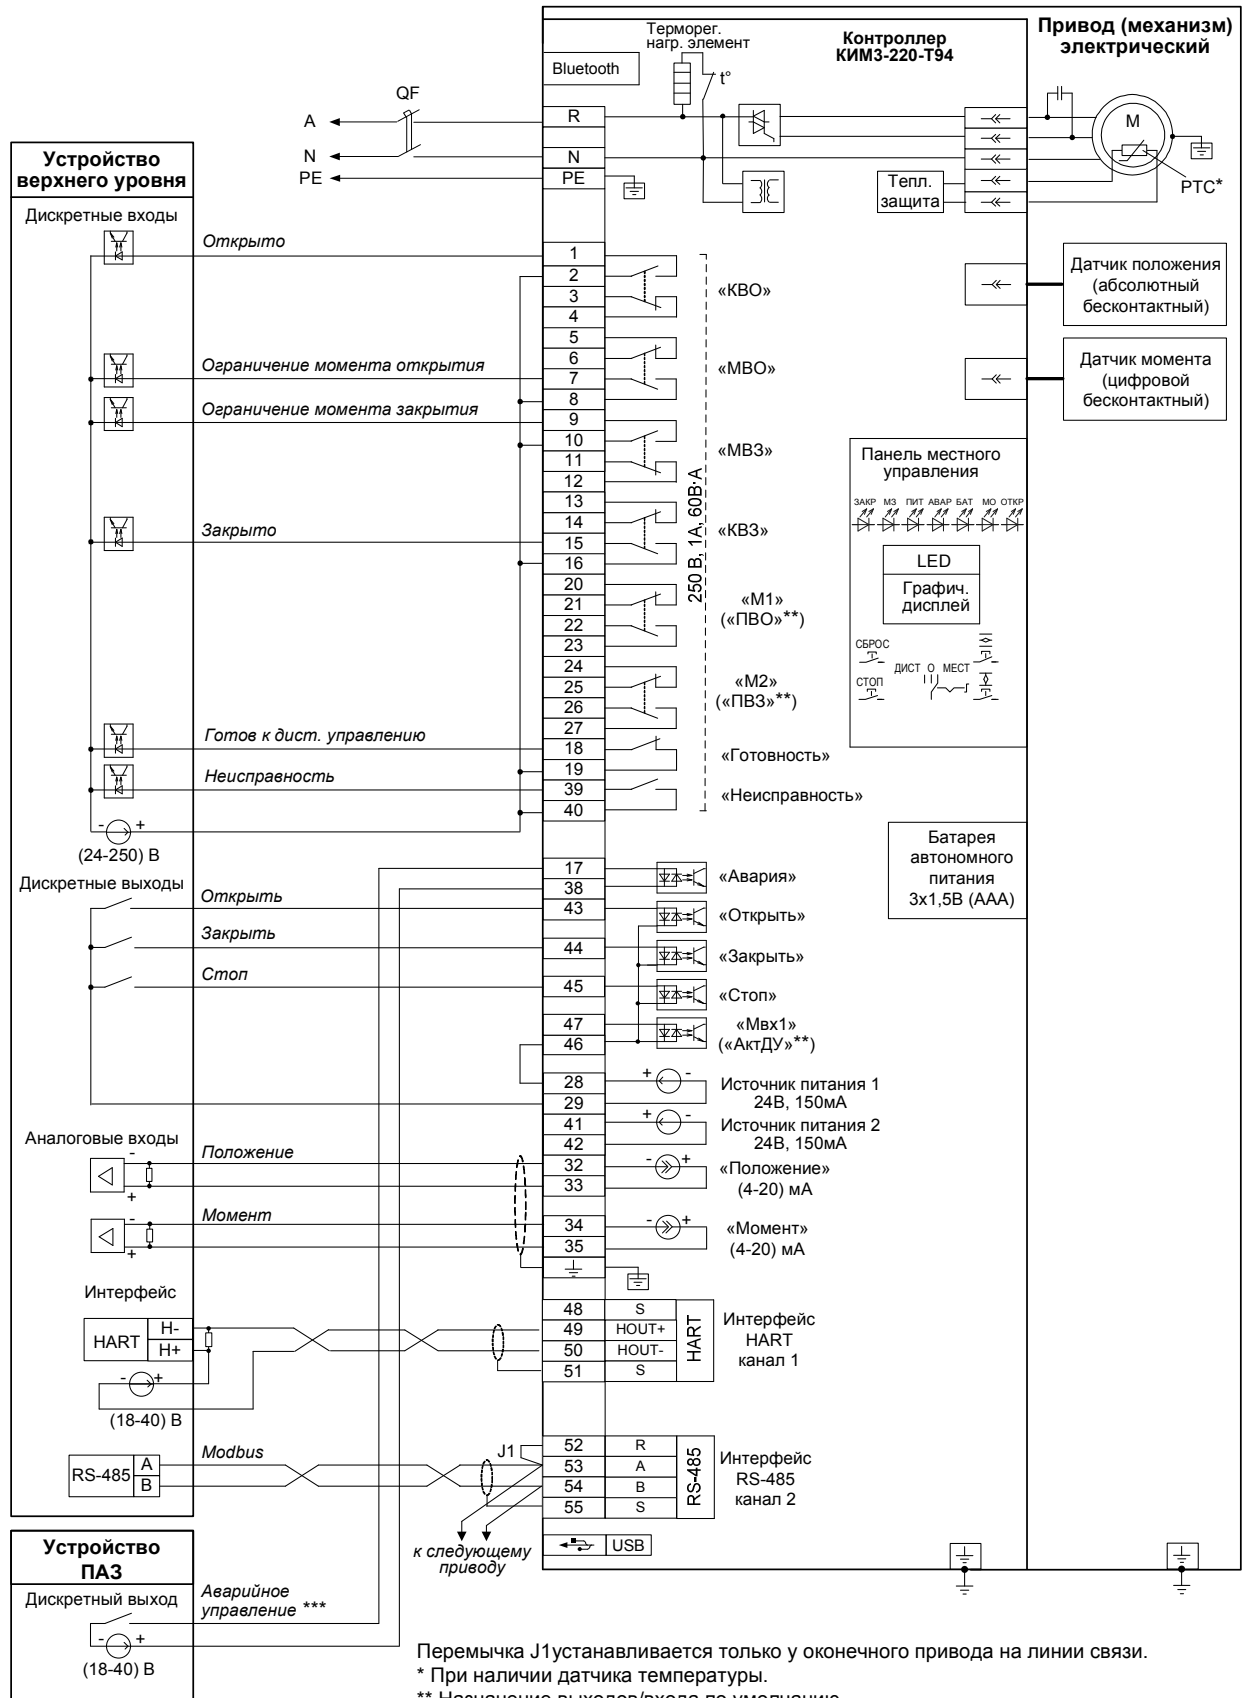 Терморег.
нагр. элемент
Контроллер
КИМ3-220-Т94
Привод (механизм)
электрический
Bluetooth
t°
QF
A
R
M
N
N
PE
PE
Тепл.
защита
PTC*
Устройство
верхнего уровня
Дискретные входы
Открыто
1
2
3
4
«КВО»
Датчик положения
(абсолютный
бесконтактный)
5
6
7
8
Ограничение момента открытия
«МВО»
Датчик момента
(цифровой
бесконтактный)
Ограничение момента закрытия
9
10
11
12
«МВЗ»
Закрыто
13
14
15
16
«КВЗ»
250 В, 1А, 60В·А
20
21
22
23
«М1»
(«ПВО»**)
24
25
26
27
«М2»
(«ПВЗ»**)
Панель местного
управления
ЗАКР МЗ ПИТ АВАР БАТ МО ОТКР
LED
Графич.
дисплей
СБРОС
ДИСТ О МЕСТ
СТОП
Готов к дист. управлению
18
19
«Готовность»
Неисправность
39
40
«Неисправность»
- +
(24-250) В
Батарея
автономного
питания
3х1,5В (ААА)
Дискретные выходы
17
38
«Авария»
Открыть
43
«Открыть»
Закрыть
44
«Закрыть»
Стоп
45
«Стоп»
47
46
«Мвх1»
(«АктДУ»**)
28
29
+ -
Источник питания 1
24В, 150мА
41
42
+ -
Источник питания 2
24В, 150мА
Аналоговые входы
-
+
Положение
32
33
- +
«Положение»
(4-20) мА
-
+
Момент
34
35
- +
«Момент»
(4-20) мА
Интерфейс
HART
H-
H+
- +
(18-40) В
48 S
49 HOUT+
50 HOUT-
51 S
HART
Интерфейс
HART
канал 1
RS-485
A
B
Modbus
J1
52 R
53 A
54 B
55 S
RS-485
Интерфейс
RS-485
канал 2
USB
к следующему
приводу
Устройство
ПАЗ
Дискретный выход
Аварийное
управление ***
- +
(18-40) В
Перемычка J1устанавливается только у оконечного привода на линии связи.
* При наличии датчика температуры.
** Назначение выходов/входа по умолчанию